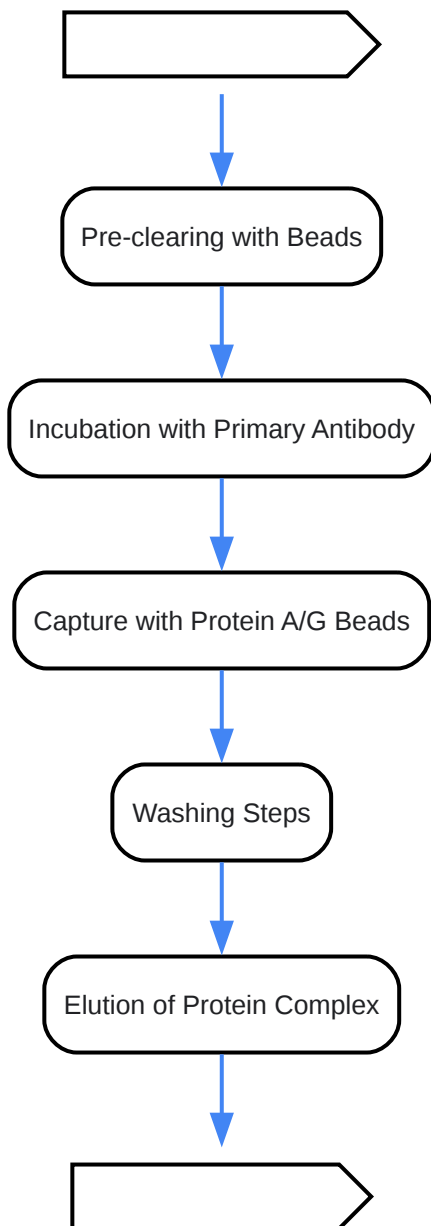 Pre-clearing with Beads
Incubation with Primary Antibody
Capture with Protein A/G Beads
Washing Steps
Elution of Protein Complex